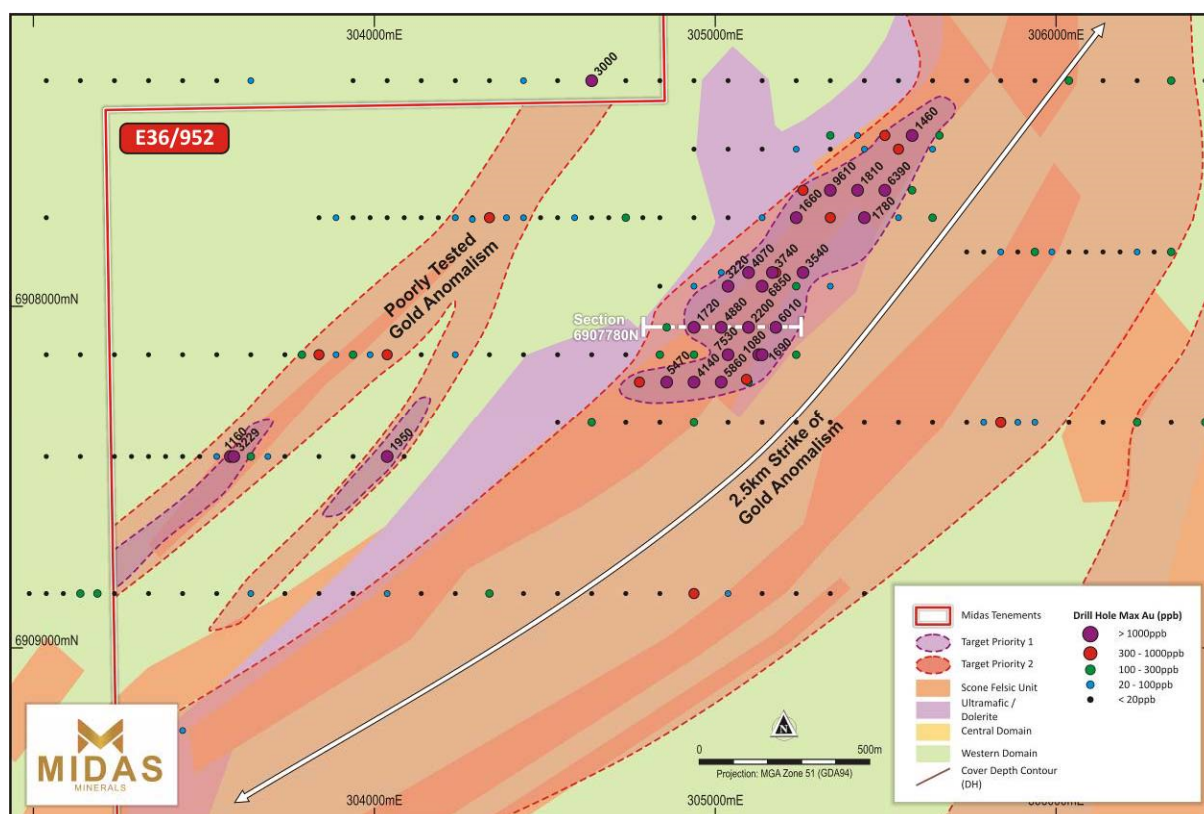 304000mE
305000mE
306000mE
3000
E36/952
1460
9610
1810
6390
1660
1780
4070
3740
3540
3220
6850
6908000mN
Poorly Tested
Gold Anomalism
Section
6907780N
1720
4880
2200
6010
7530
1080
1690
5470
4140
5860
1160
3229
1950
2.5km Strike of
Gold Anomalism
6909000mN
MIDAS
MINERALS
N
0
500m
Projection: MGA Zone 51 (GDA94)
Midas Tenements
Target Priority 1
Target Priority 2
Scone Felsic Unit
Ultramafic /
Dolerite
Central Domain
Western Domain
Cover Depth Contour
(DH)
Drill Hole Max Au (ppb)
> 1000ppb
300 - 1000ppb
100 - 300ppb
20 - 100ppb
< 20ppb
304000mE
305000mE